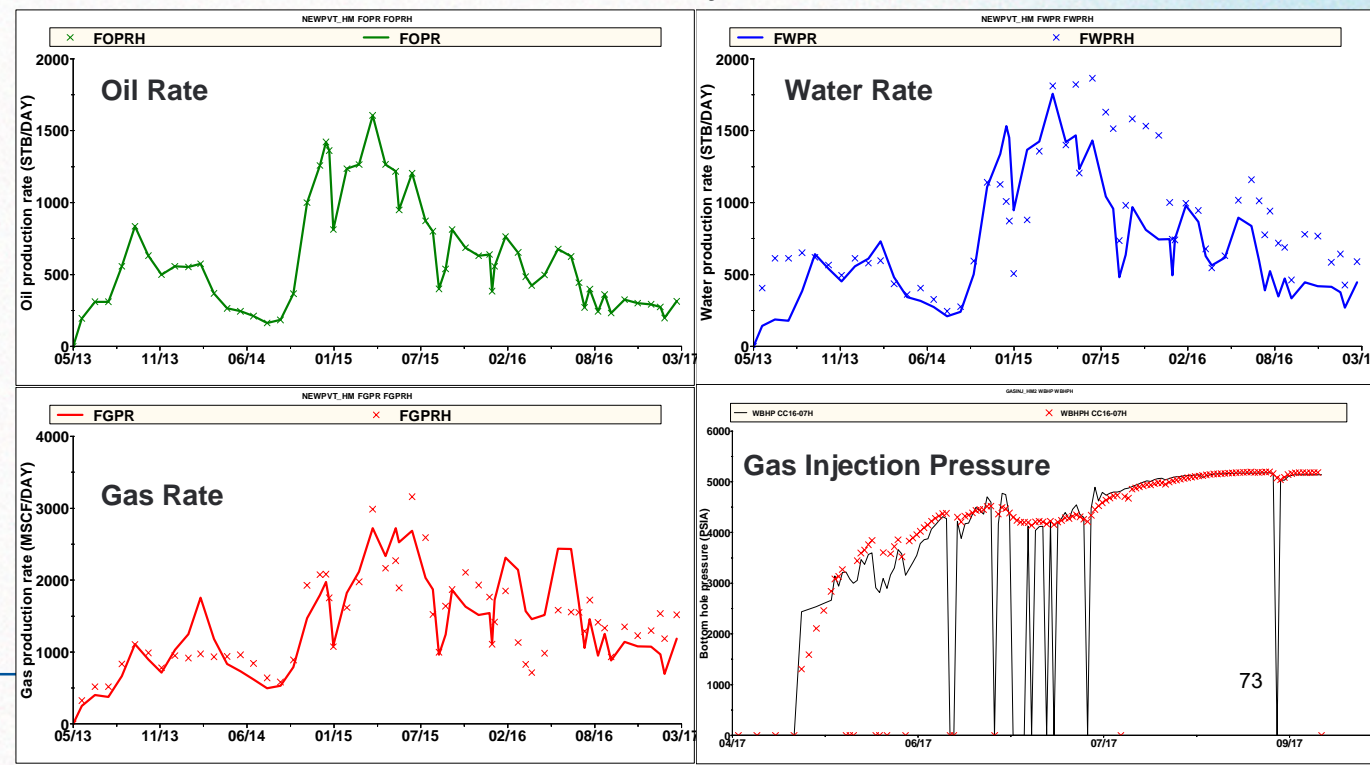 NEWPVT_HM FOPR FOPRH
FOPRH FOPR
Oil Rate
Oil production rate (STB/DAY)
2000
1500
1000
500
0
05/13 11/13 06/14 01/15 07/15 02/16 08/16 03/17
NEWPVT_HM FWPR FWPRH
FWPR FWPRH
Water Rate
Water production rate (STB/DAY)
2000
1500
1000
500
0
05/13 11/13 06/14 01/15 07/15 02/16 08/16 03/1
NEWPVT_HM FGPR FGPRH
FGPR FGPRH
Gas Rate
Gas production rate (MSCF/DAY)
4000
3000
2000
1000
0
05/13 11/13 06/14 01/15 07/15 02/16 08/16 03/17
GASINJ_HM2 WBHP WBHPH
WBHP CC16-07H WBHPH CC16-07H
Gas Injection Pressure
Bottom hole pressure (PSIA)
6000
5000
4000
3000
2000
1000
0
04/17 06/17 07/17 09/17
73